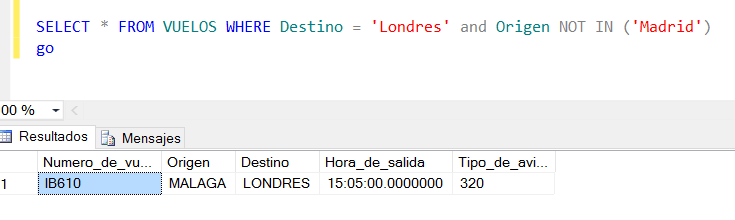 SELECT * FROM VUELOS WHERE Destino = 'Londres' and Origen NOT IN ('Madrid')
go
00 %
Resultados Mensajes
Numero_de_vu... Origen Destino Hora_de_salida Tipo_de_avi...
1 IB610 MALAGA LONDRES 15:05:00.0000000 320